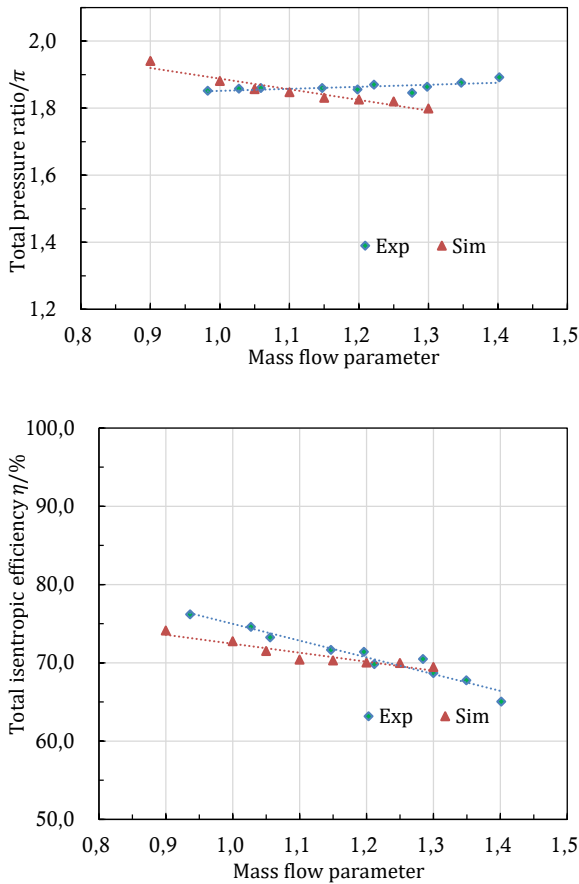 2,0
1,8
1,6
1,4
1,2
Total pressure ratio/π
Exp Sim
0,8 0,9 1,0 1,1 1,2 1,3 1,4 1,5
Mass flow parameter
100,0
90,0
80,0
70,0
60,0
50,0
Total isentropic efficiency η/%
Exp Sim
0,8 0,9 1,0 1,1 1,2 1,3 1,4 1,5
Mass flow parameter